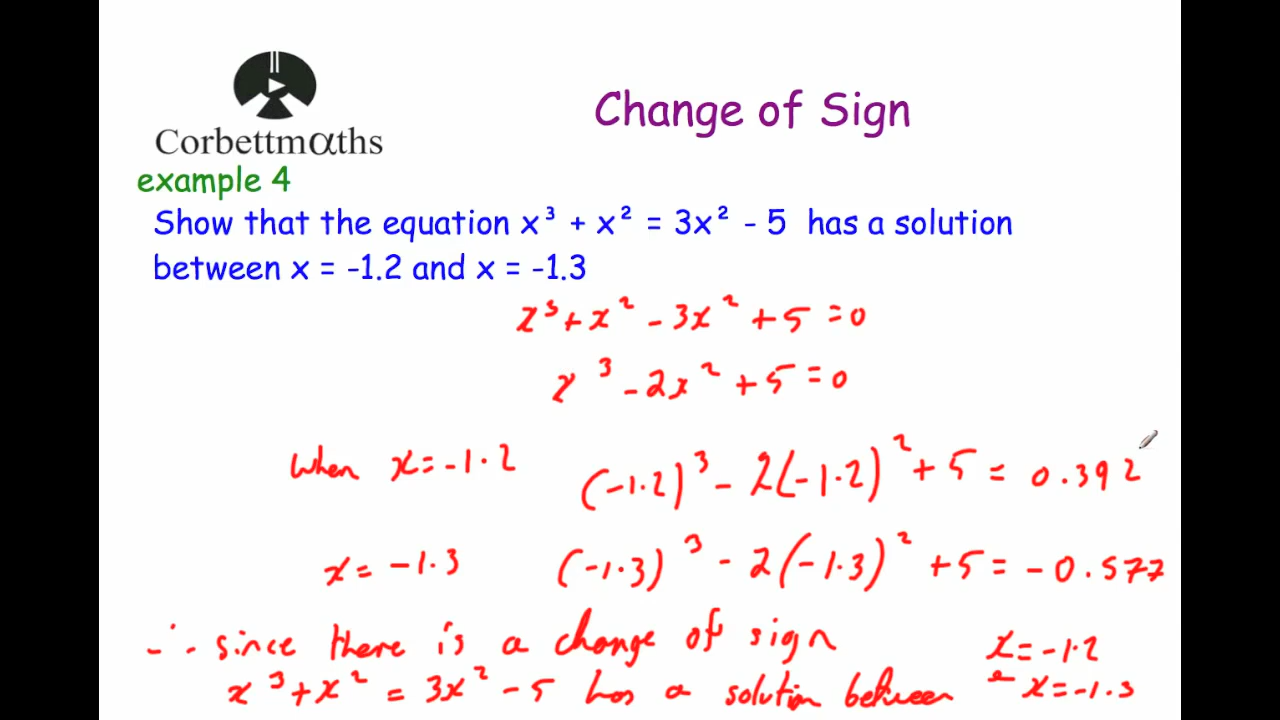 Corbettmαths
Change of Sign
example 4
Show that the equation x³ + x² = 3x² - 5 has a solution
between x = -1.2 and x = -1.3
x³ + x² - 3x² + 5 = 0
x³ - 2x² + 5 = 0
when x = -1.2 (-1.2)³ - 2(-1.2)² + 5 = 0.392
x = -1.3 (-1.3)³ - 2(-1.3)² + 5 = -0.577
∴ since there is a change of sign
x³ + x² = 3x² - 5 has a solution between x = -1.2
x = -1.3